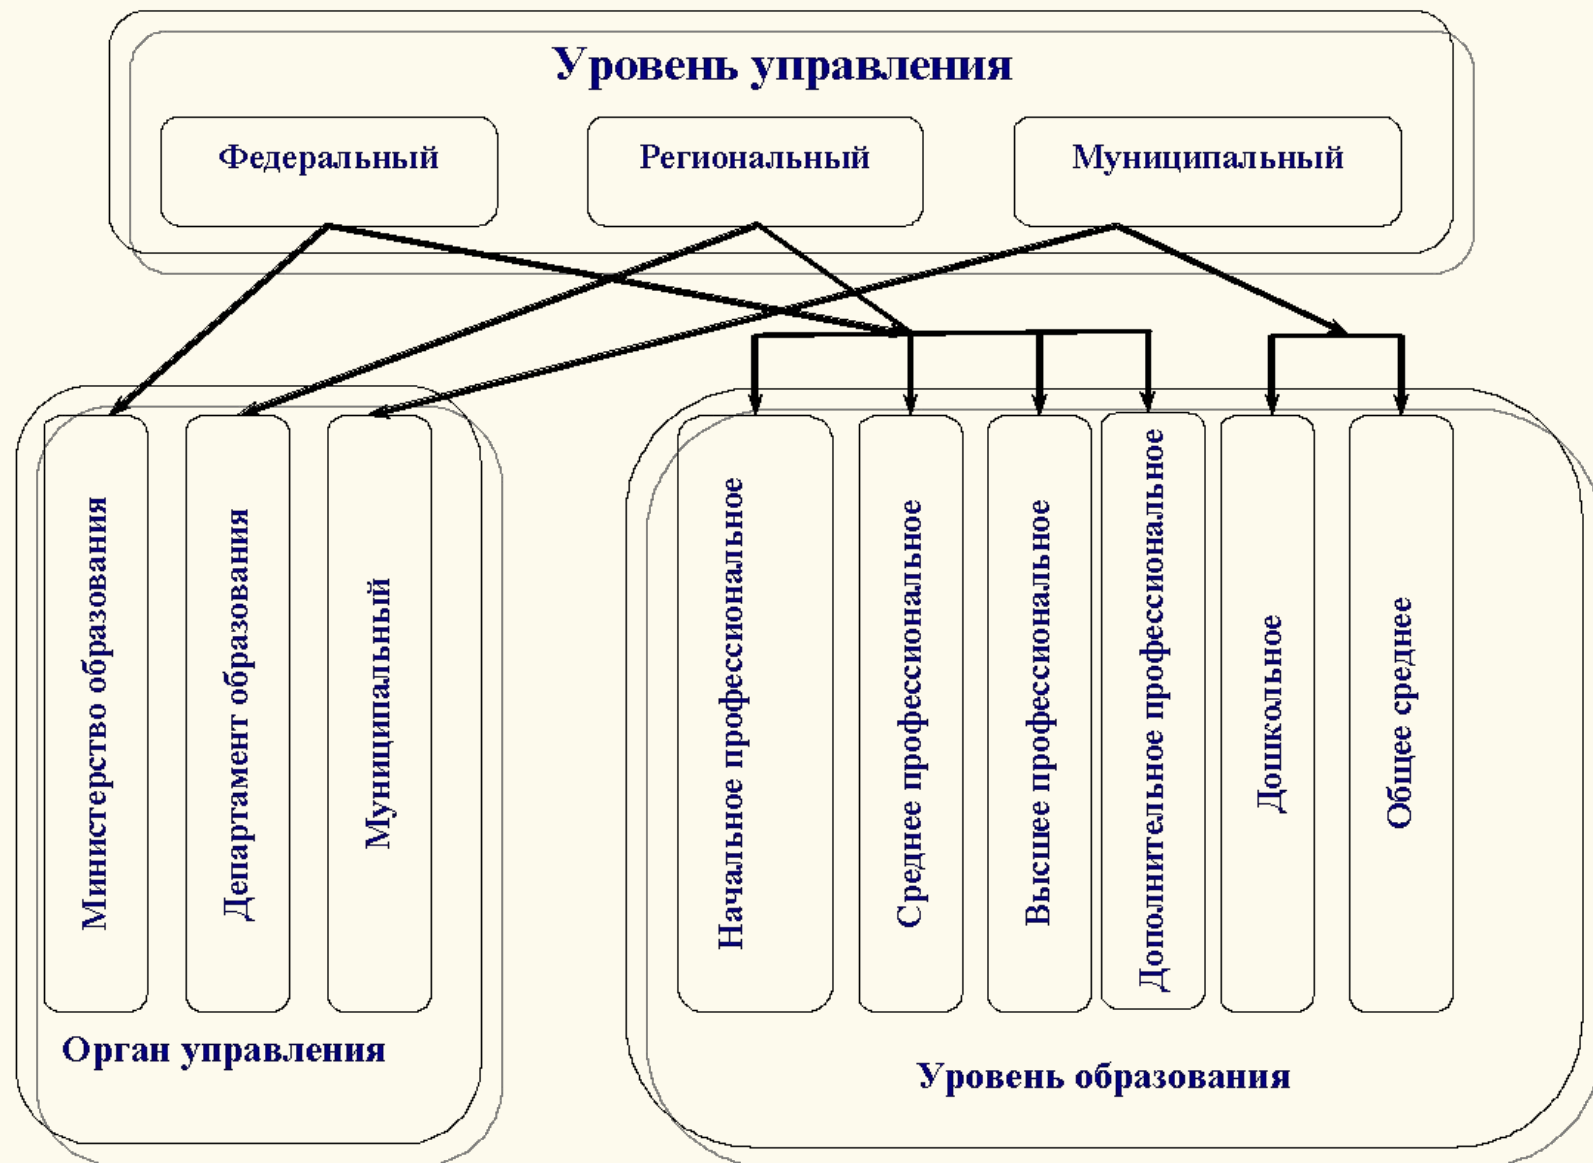 Уровень управления
Федеральный
Региональный
Муниципальный
Министерство образования
Департамент образования
Муниципальный
Орган управления
Начальное профессиональное
Среднее профессиональное
Высшее профессиональное
Дополнительное профессиональное
Дошкольное
Общее среднее
Уровень образования